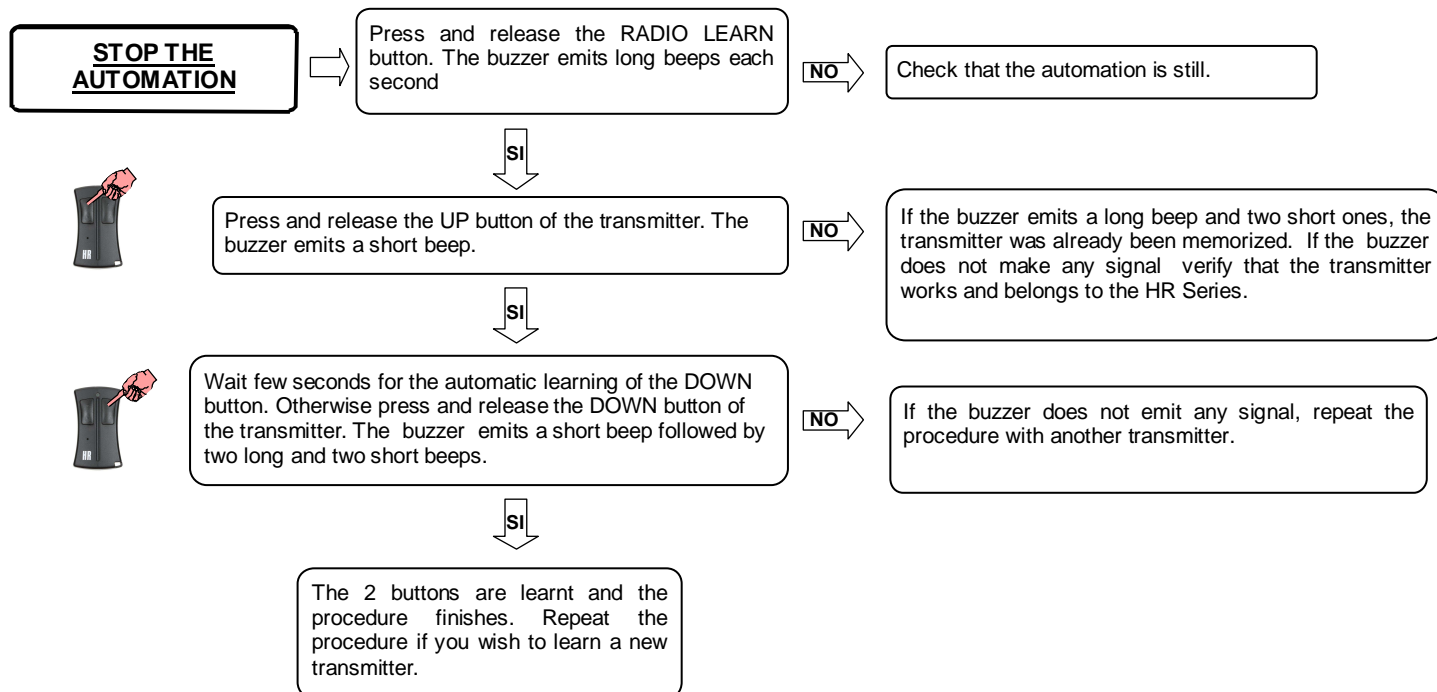 STOP THE
AUTOMATION
Press and release the RADIO LEARN
button. The buzzer emits long beeps each
second
NO
Check that the automation is still.
SI
HR
Press and release the UP button of the transmitter. The
buzzer emits a short beep.
NO
If the buzzer emits a long beep and two short ones, the
transmitter was already been memorized. If the buzzer
does not make any signal verify that the transmitter
works and belongs to the HR Series.
SI
HR
Wait few seconds for the automatic learning of the DOWN
button. Otherwise press and release the DOWN button of
the transmitter. The buzzer emits a short beep followed by
two long and two short beeps.
NO
If the buzzer does not emit any signal, repeat the
procedure with another transmitter.
SI
The 2 buttons are learnt and the
procedure finishes. Repeat the
procedure if you wish to learn a new
transmitter.